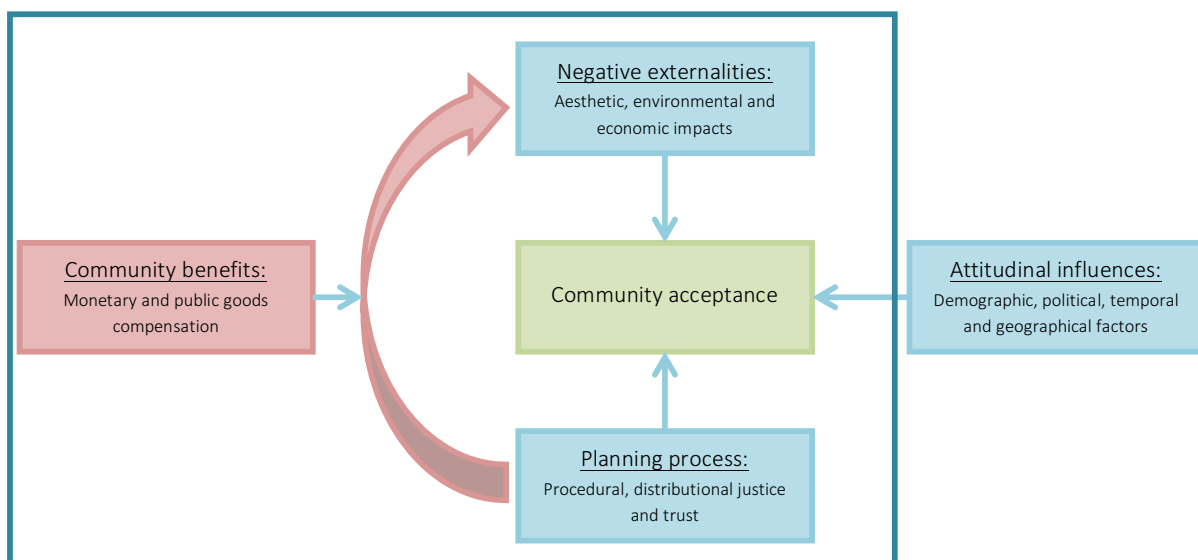 Negative externalities:
Aesthetic, environmental and
economic impacts
Community benefits:
Monetary and public goods
compensation
Community acceptance
Attitudinal influences:
Demographic, political, temporal
and geographical factors
Planning process:
Procedural, distributional justice
and trust